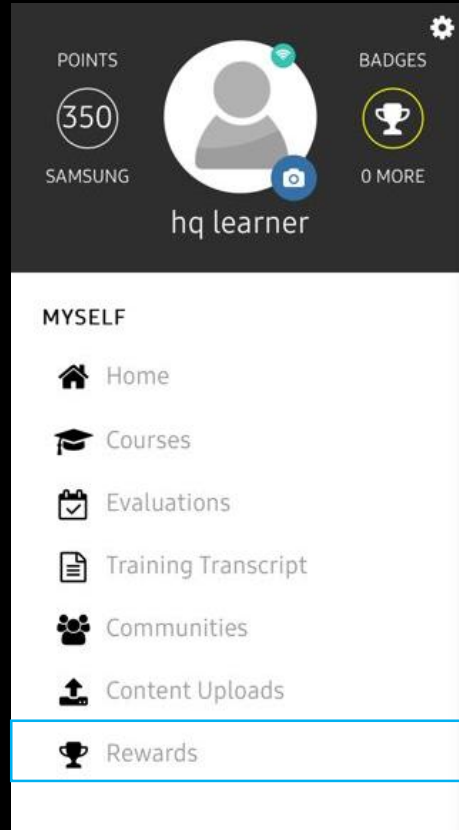 POINTS
350
SAMSUNG
BADGES
0 MORE
hq learner
MYSELF
Home
Courses
Evaluations
Training Transcript
Communities
Content Uploads
Rewards